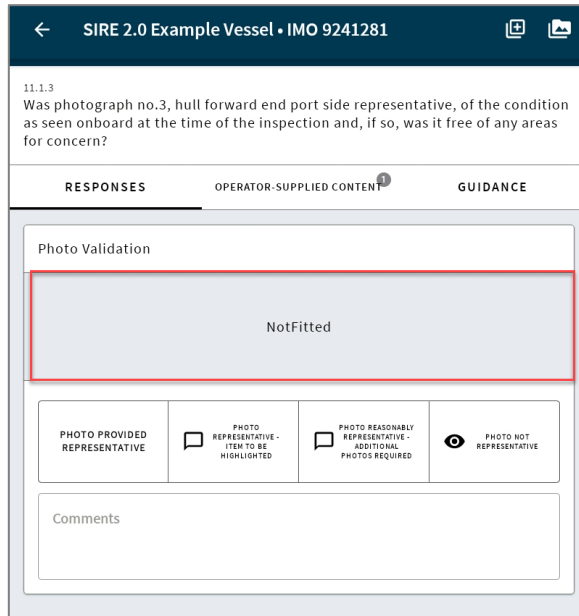 SIRE 2.0 Example Vessel • IMO 9241281
11.1.3
Was photograph no.3, hull forward end port side representative, of the condition
as seen onboard at the time of the inspection and, if so, was it free of any areas
for concern?
RESPONSES
OPERATOR-SUPPLIED CONTENT
1
GUIDANCE
Photo Validation
NotFitted
PHOTO PROVIDED
REPRESENTATIVE
PHOTO
REPRESENTATIVE -
ITEM TO BE
HIGHLIGHTED
PHOTO REASONABLY
REPRESENTATIVE -
ADDITIONAL
PHOTOS REQUIRED
PHOTO NOT
REPRESENTATIVE
Comments